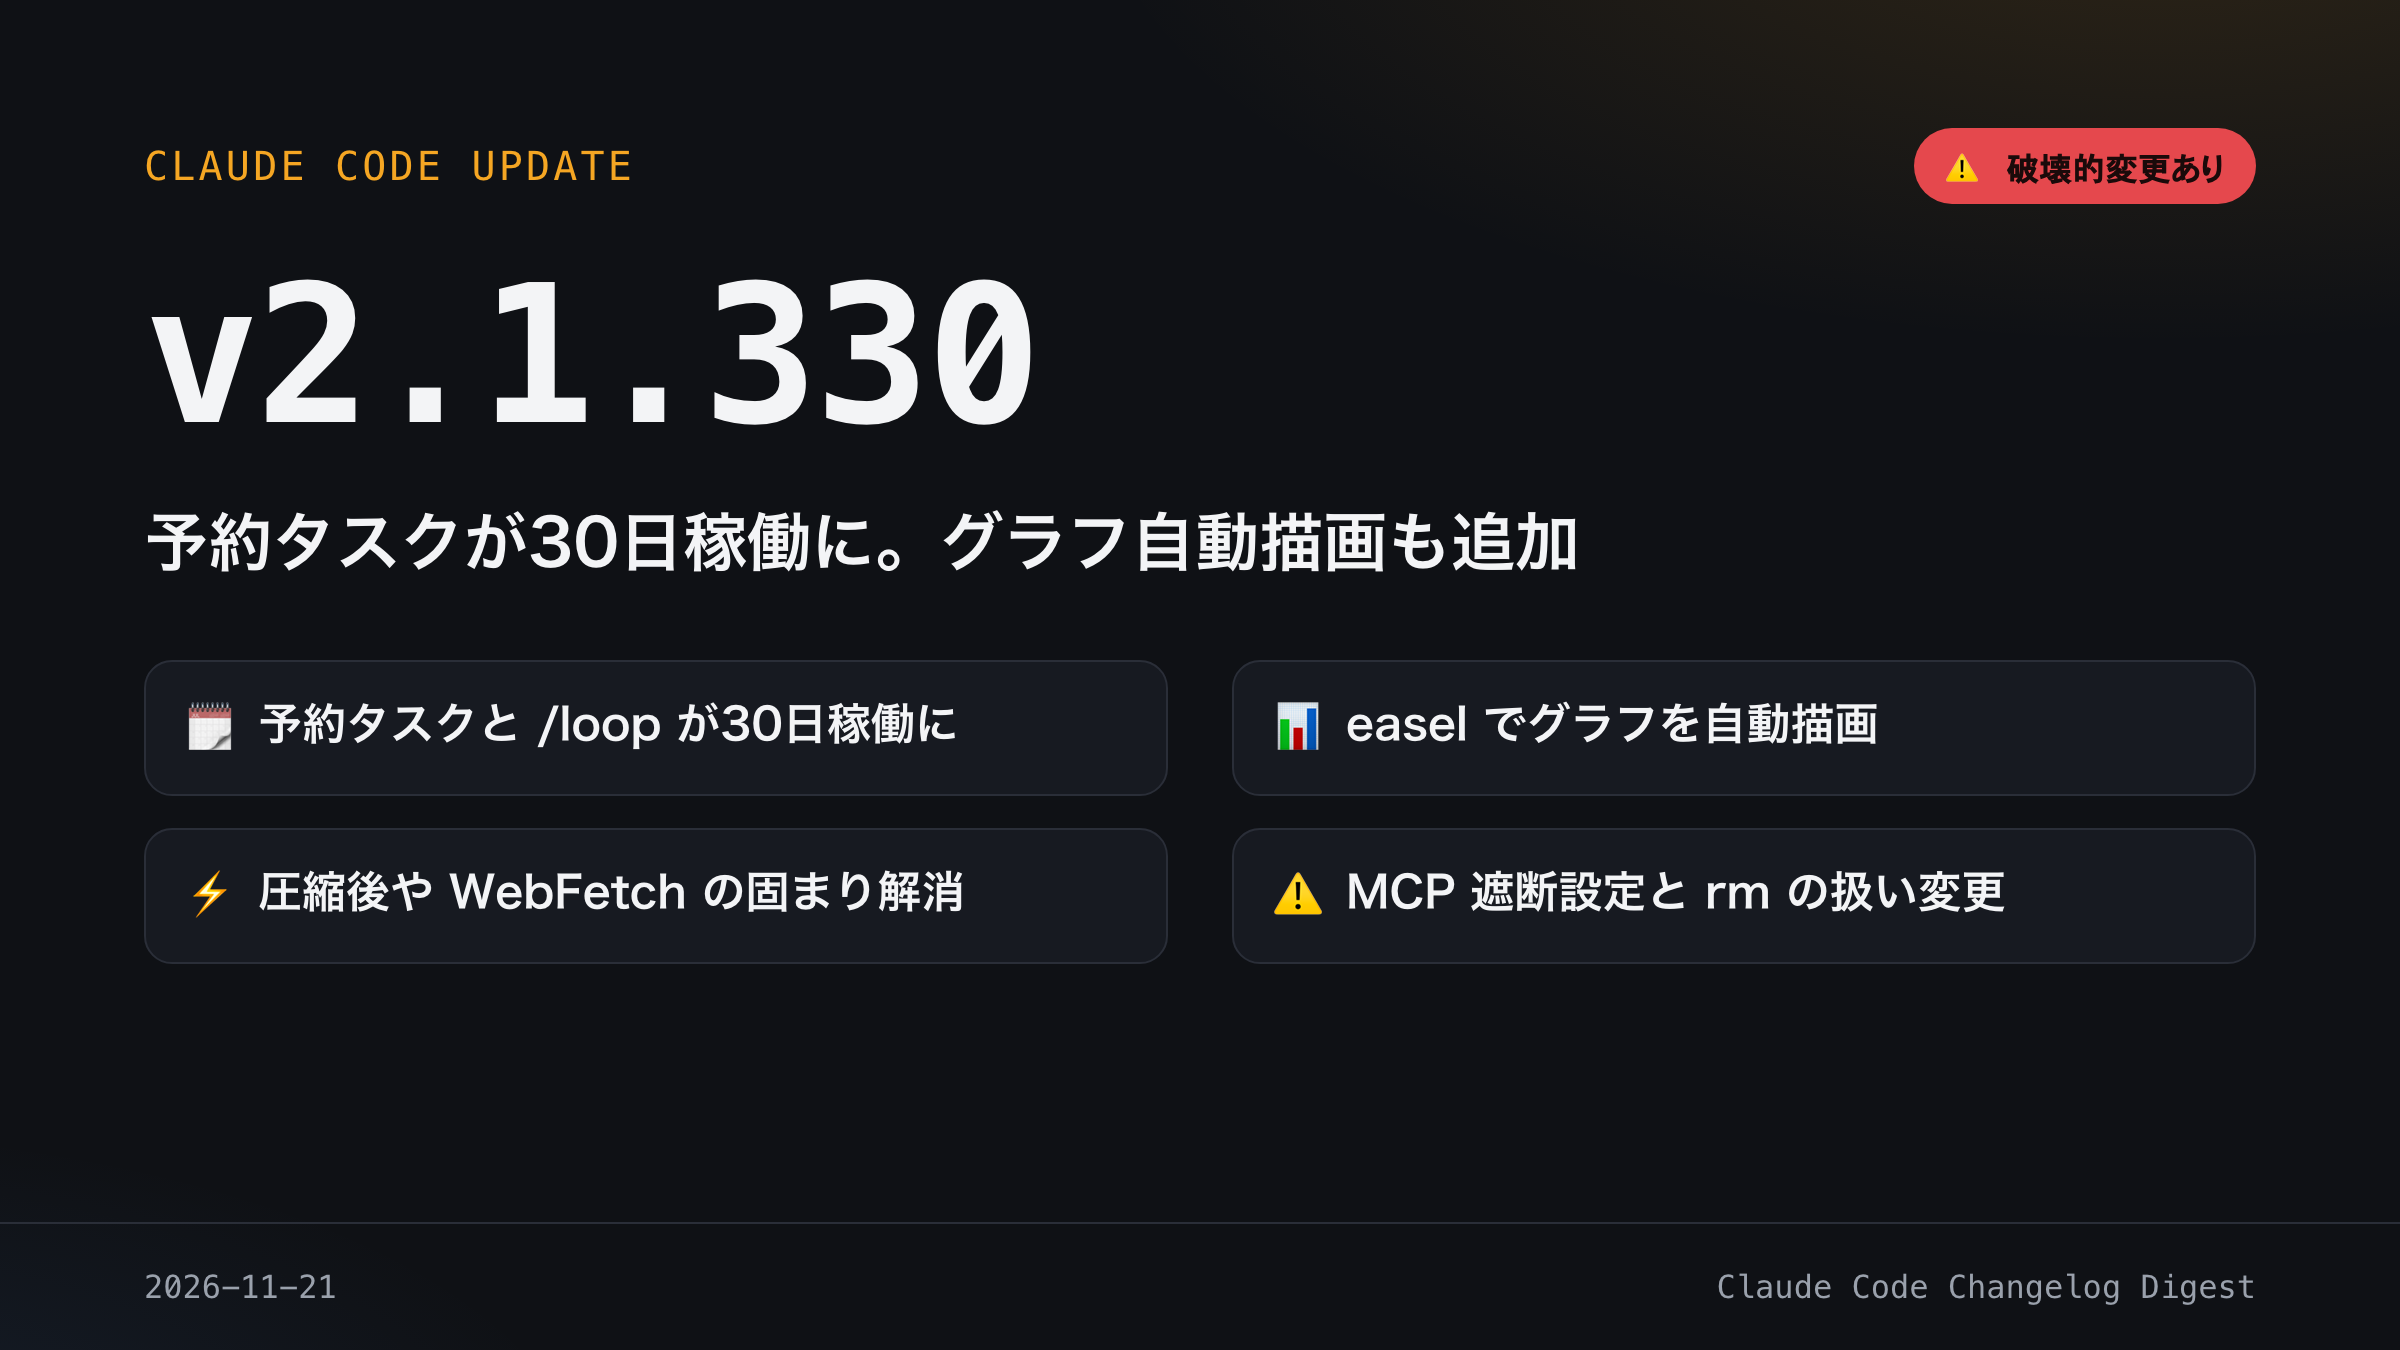 CLAUDE CODE UPDATE
⚠️ 破壊的変更あり
v2.1.330
予約タスクが30日稼働に。グラフ自動描画も追加
予約タスクと /loop が30日稼働に
easel でグラフを自動描画
圧縮後や WebFetch の固まり解消
MCP 遮断設定と rm の扱い変更
2026-11-21
Claude Code Changelog Digest